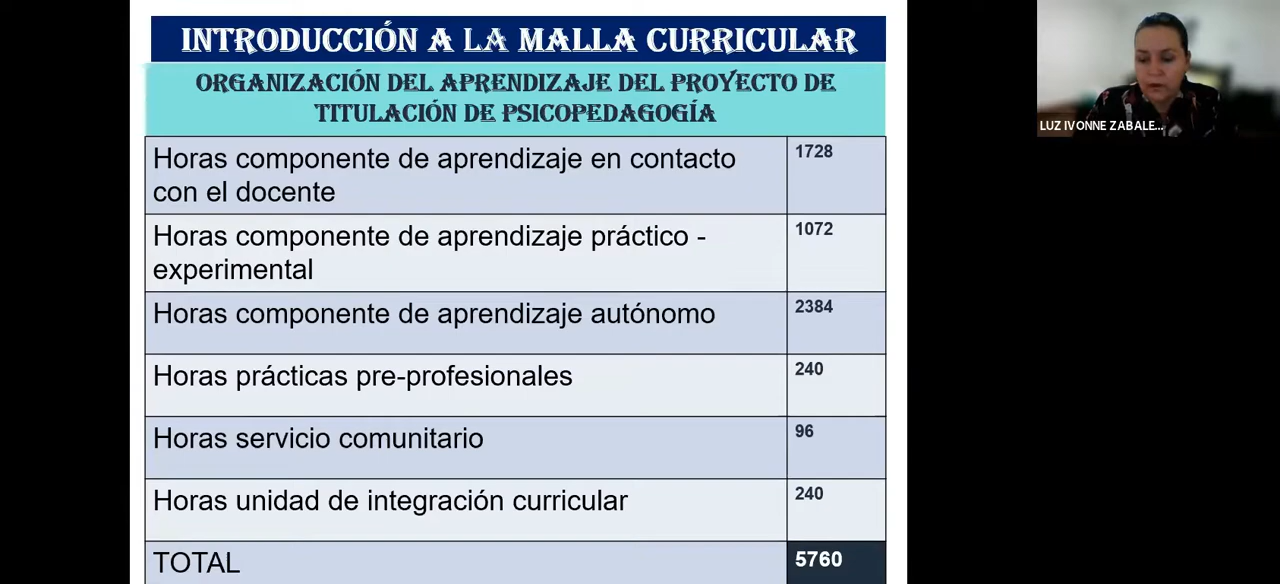 INTRODUCCIÓN A LA MALLA CURRICULAR
ORGANIZACIÓN DEL APRENDIZAJE DEL PROYECTO DE
TITULACIÓN DE PSICOPEDAGOGÍA
Horas componente de aprendizaje en contacto
con el docente
1728
Horas componente de aprendizaje práctico -
experimental
1072
Horas componente de aprendizaje autónomo
2384
Horas prácticas pre-profesionales
240
Horas servicio comunitario
96
Horas unidad de integración curricular
240
TOTAL
5760
LUZ IVONNE ZABALE...